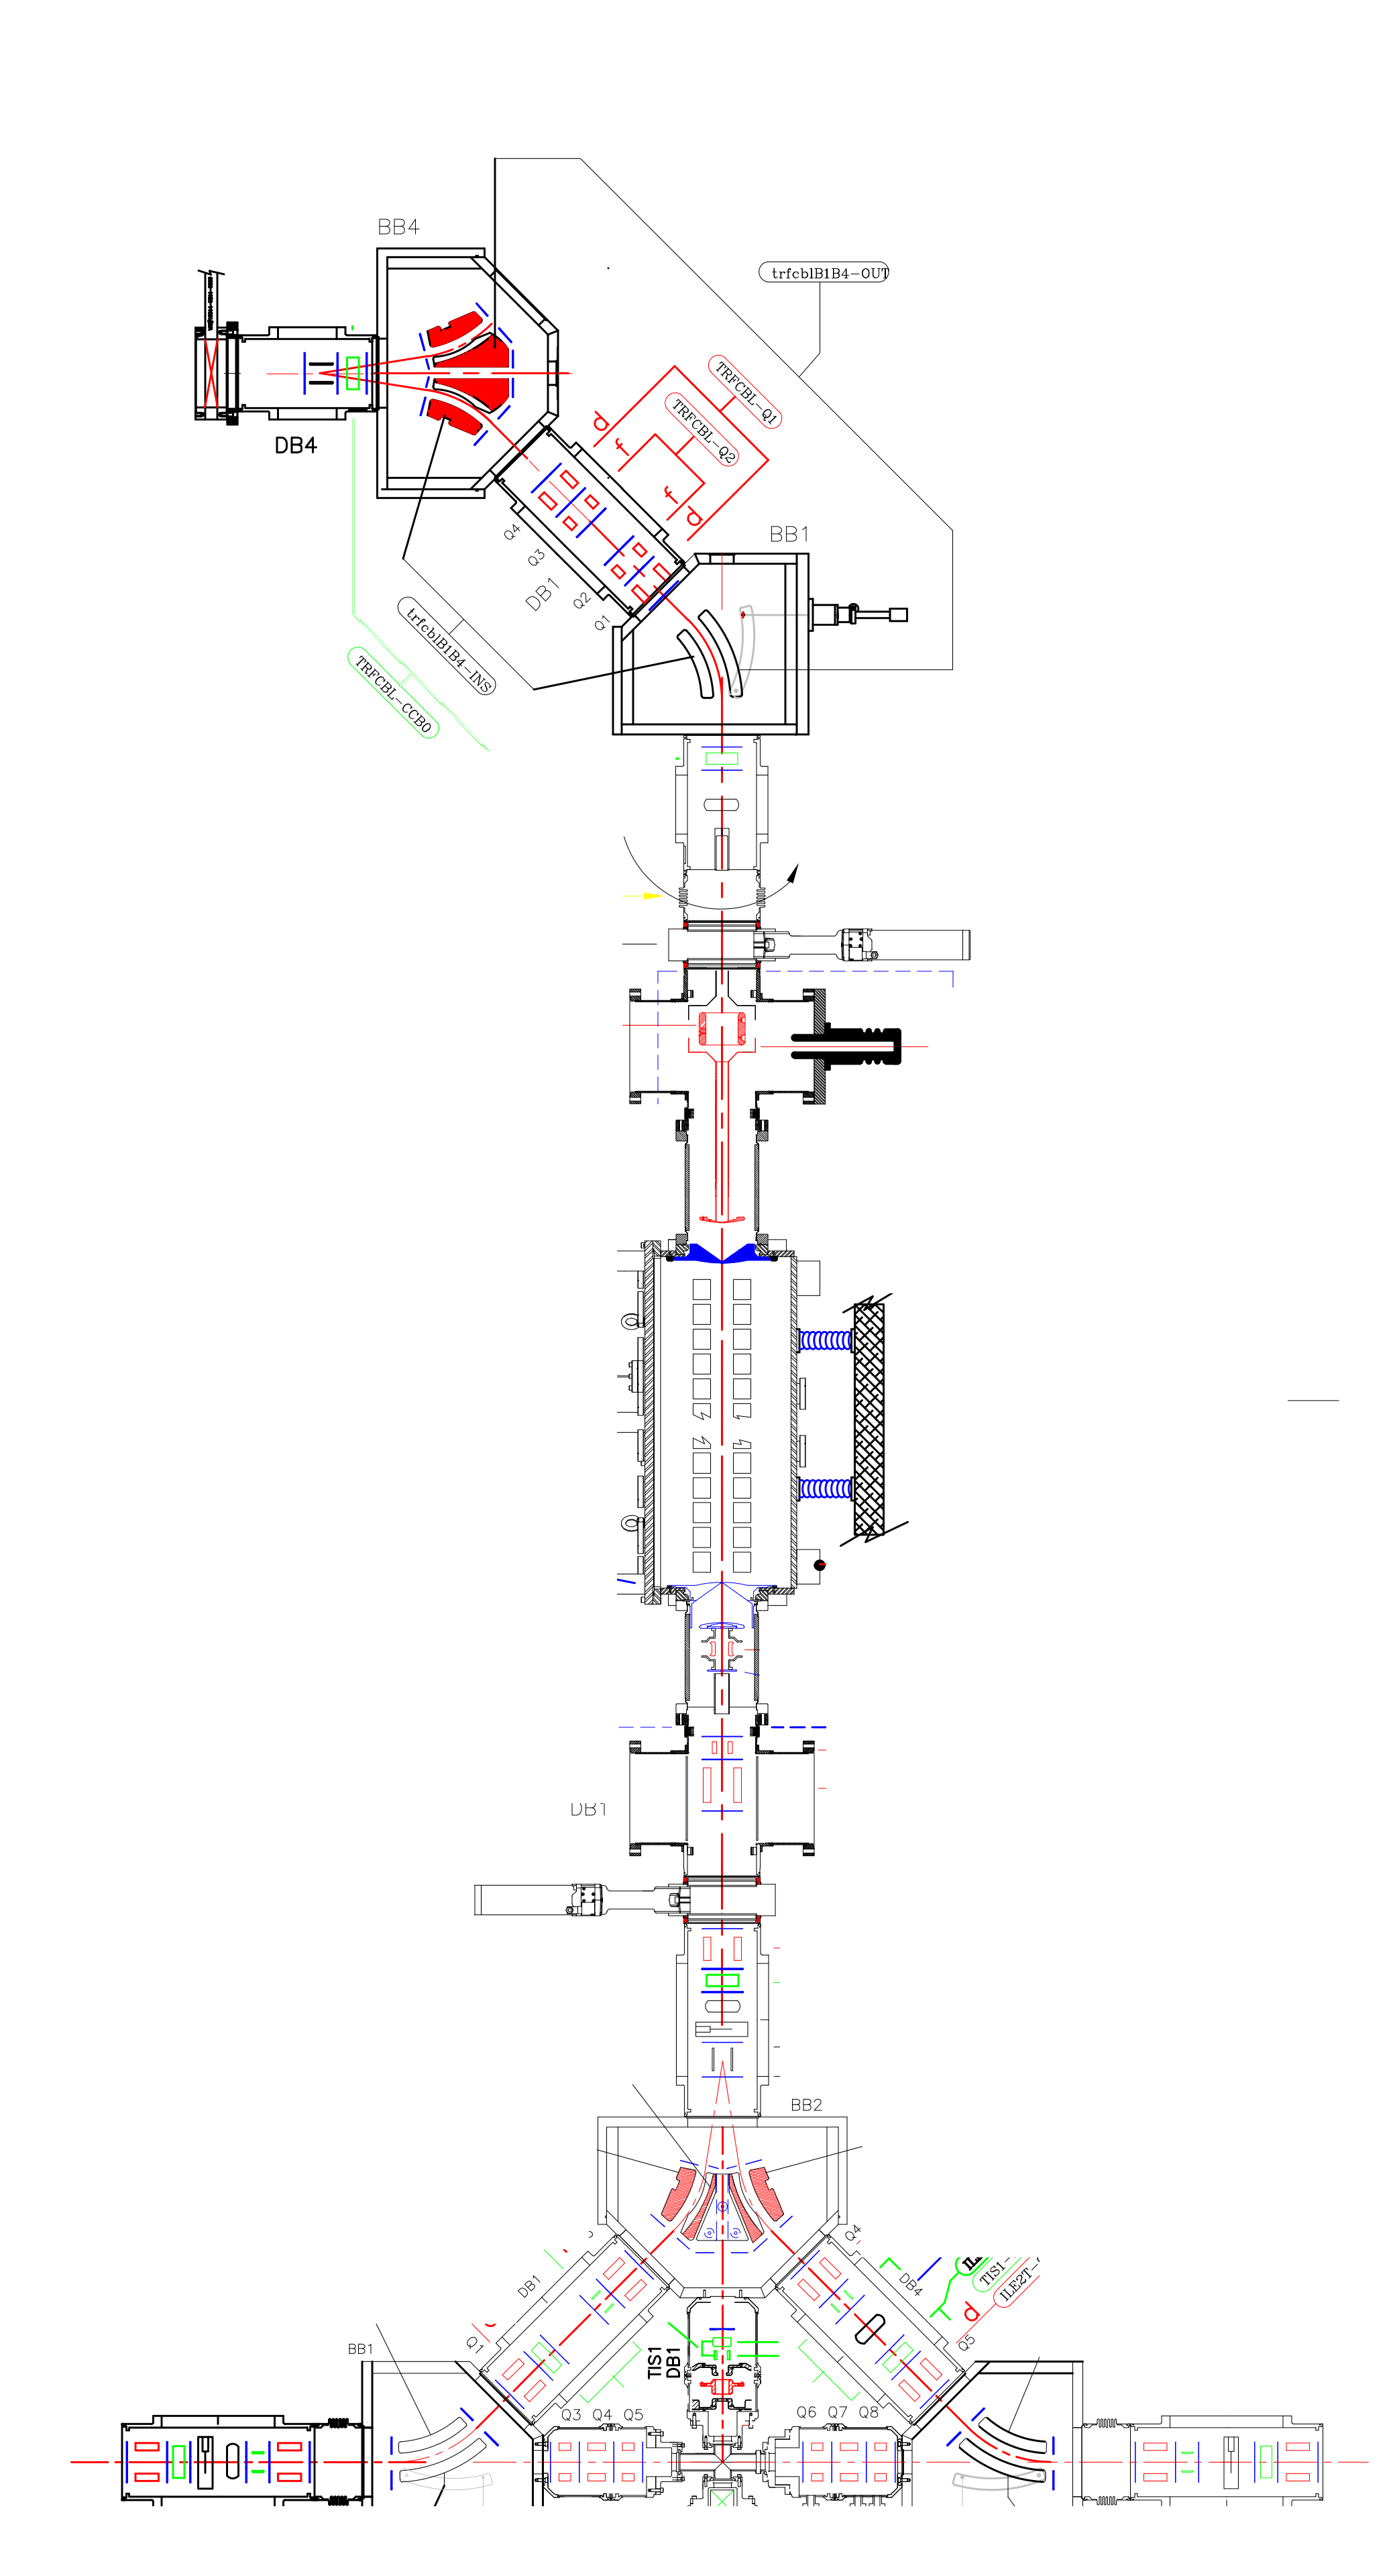 BB4
trfcblB1B4-OUT
TRFCBL-Q1
TRFCBL-Q2
d
f
f
d
DB4
BB1
Q4
Q3
DB1
Q2
Q1
trfcblB1B4-INS
TRFCBL-CCB0
DB1
BB2
Q4
DB1
DB4
TIS1-
ILE2T-
d
Q1
Q5
BB1
TIS1
DB1
Q3 Q4 Q5
Q6 Q7 Q8